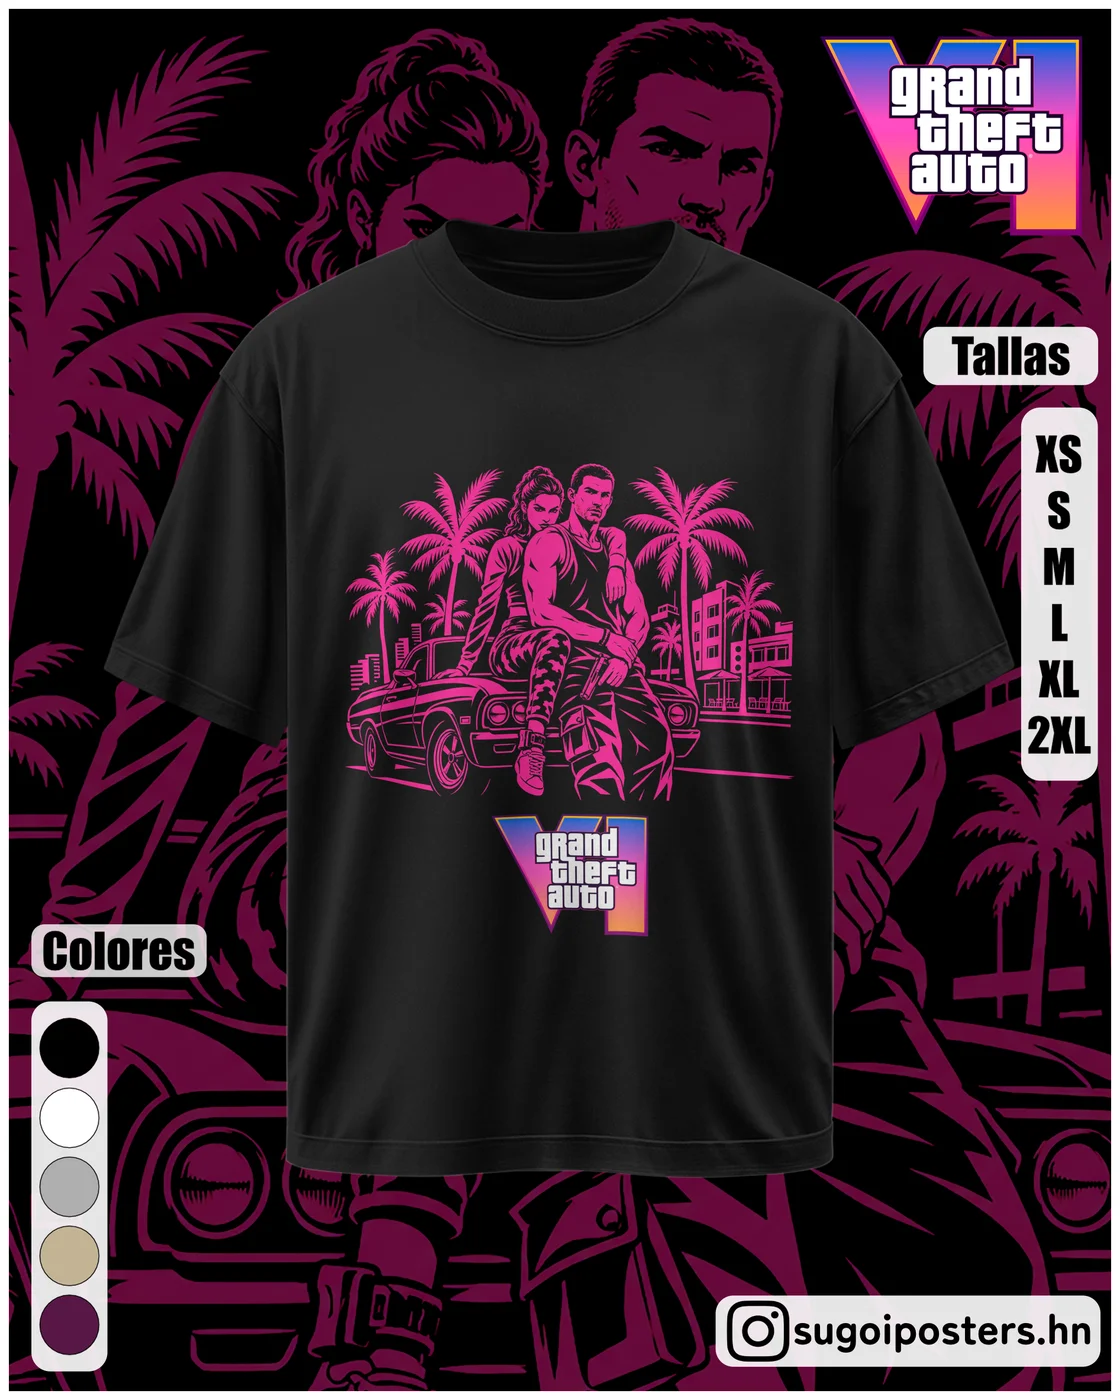 grand
theft
auto
VI
Tallas
XS
S
M
L
XL
2XL
grand
theft
auto
VI
Colores
sugoiposters.hn